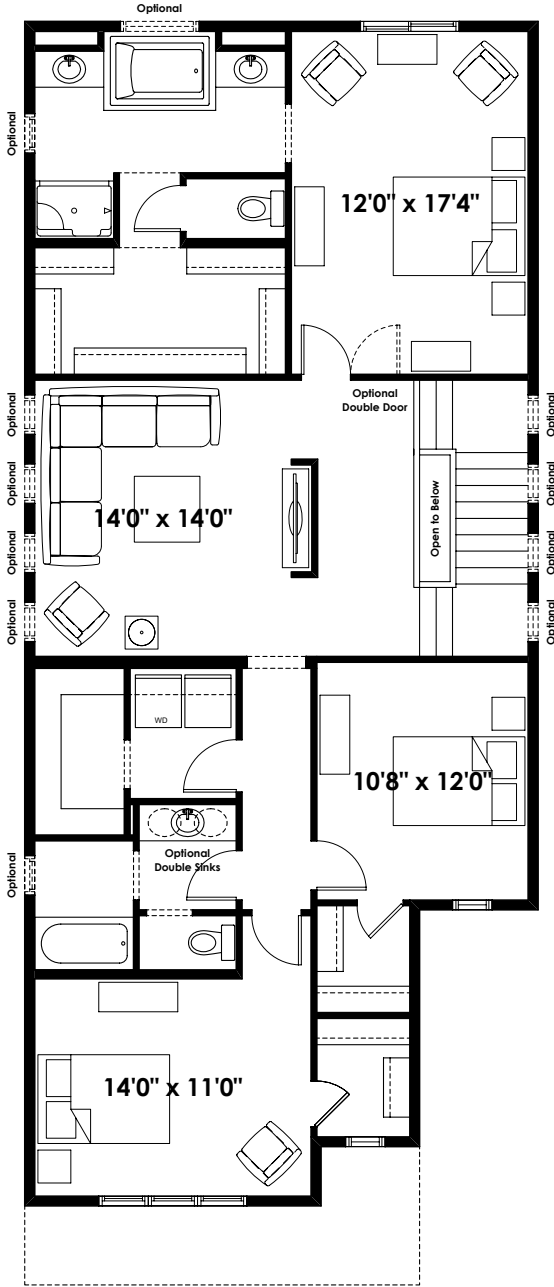 Optional
Optional
12'0" x 17'4"
Optional
Double Door
Optional
Optional
Optional
Optional
14'0" x 14'0"
Open to Below
Optional
Optional
Optional
Optional
WD
10'8" x 12'0"
Optional
Double Sinks
Optional
14'0" x 11'0"